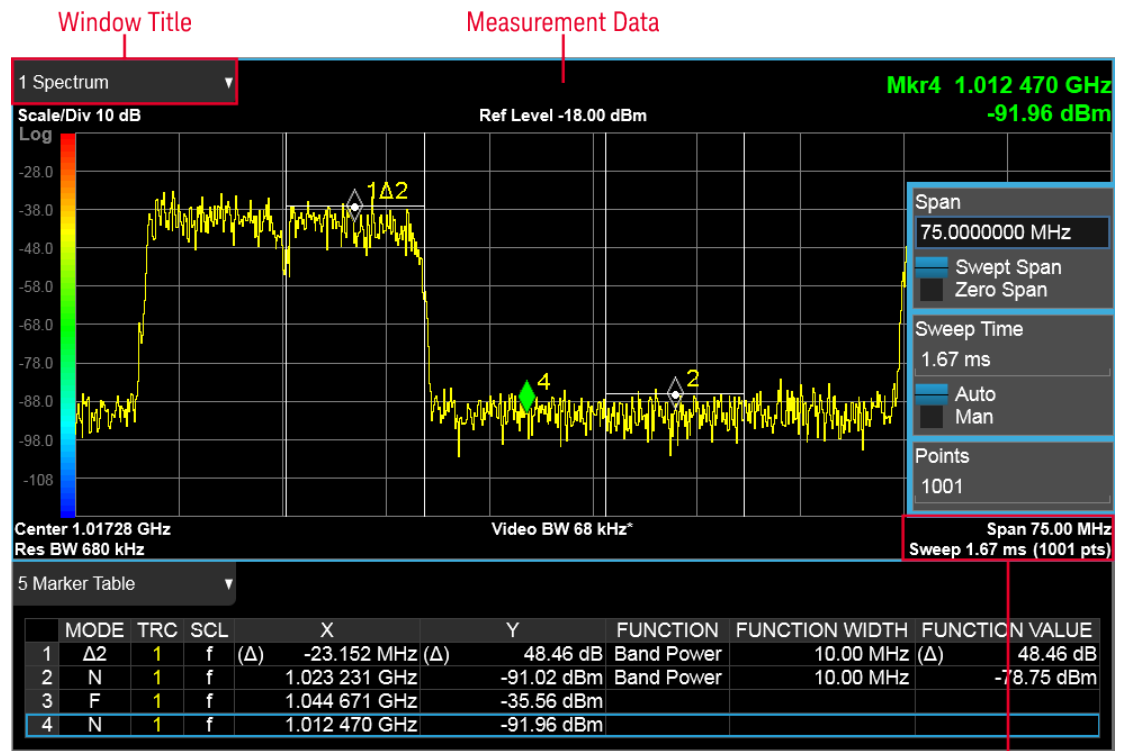 Window Title
Measurement Data
1 Spectrum
Mkr4 1.012 470 GHz
Scale/Div 10 dB
Ref Level -18.00 dBm
-91.96 dBm
Log
-28.0
-38.0
-48.0
-58.0
-68.0
-78.0
-88.0
-98.0
-108
1Δ2
4
2
Span
75.0000000 MHz
Swept Span
Zero Span
Sweep Time
1.67 ms
Auto
Man
Points
1001
Center 1.01728 GHz
Video BW 68 kHz*
Span 75.00 MHz
Res BW 680 kHz
Sweep 1.67 ms (1001 pts)
5 Marker Table
MODE TRC SCL X Y FUNCTION FUNCTION WIDTH FUNCTION VALUE
1 Δ2 1 f (Δ) -23.152 MHz (Δ) 48.46 dB Band Power 10.00 MHz (Δ) 48.46 dB
2 N 1 f 1.023 231 GHz -91.02 dBm Band Power 10.00 MHz -78.75 dBm
3 F 1 f 1.044 671 GHz -35.56 dBm
4 N 1 f 1.012 470 GHz -91.96 dBm